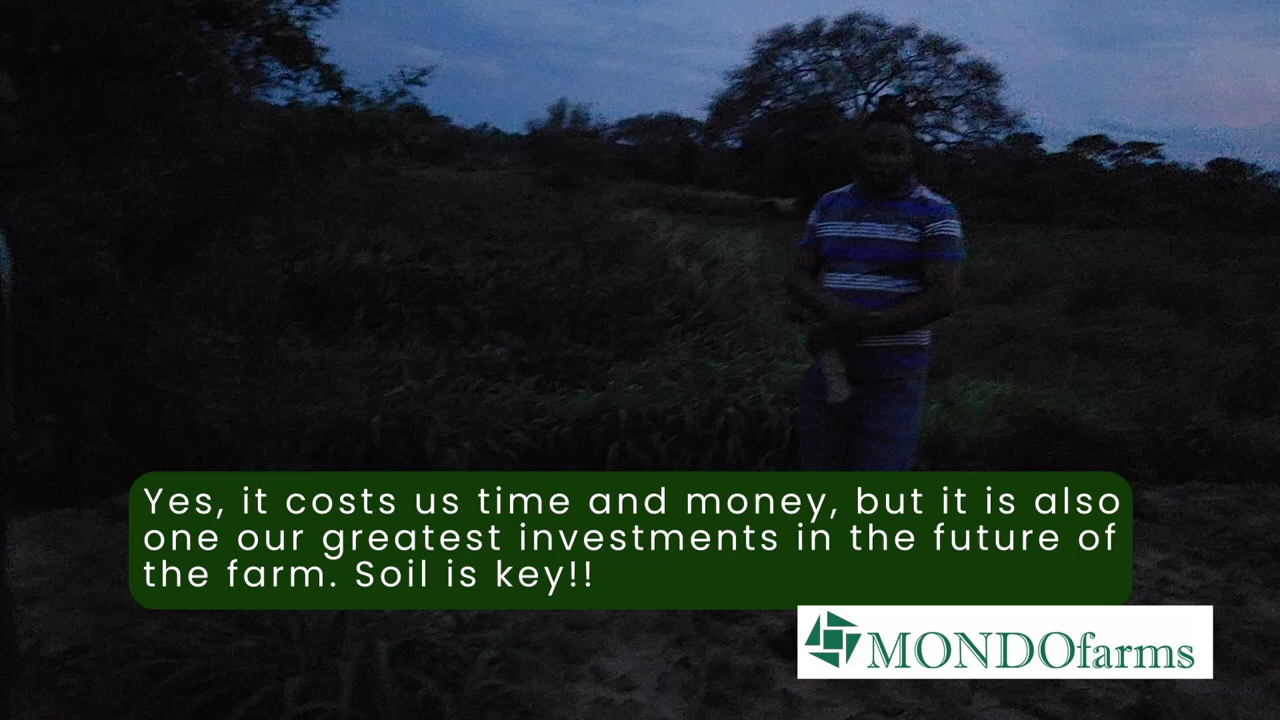 Yes, it costs us time and money, but it is also
one our greatest investments in the future of
the farm. Soil is key!!
MONDOfarms